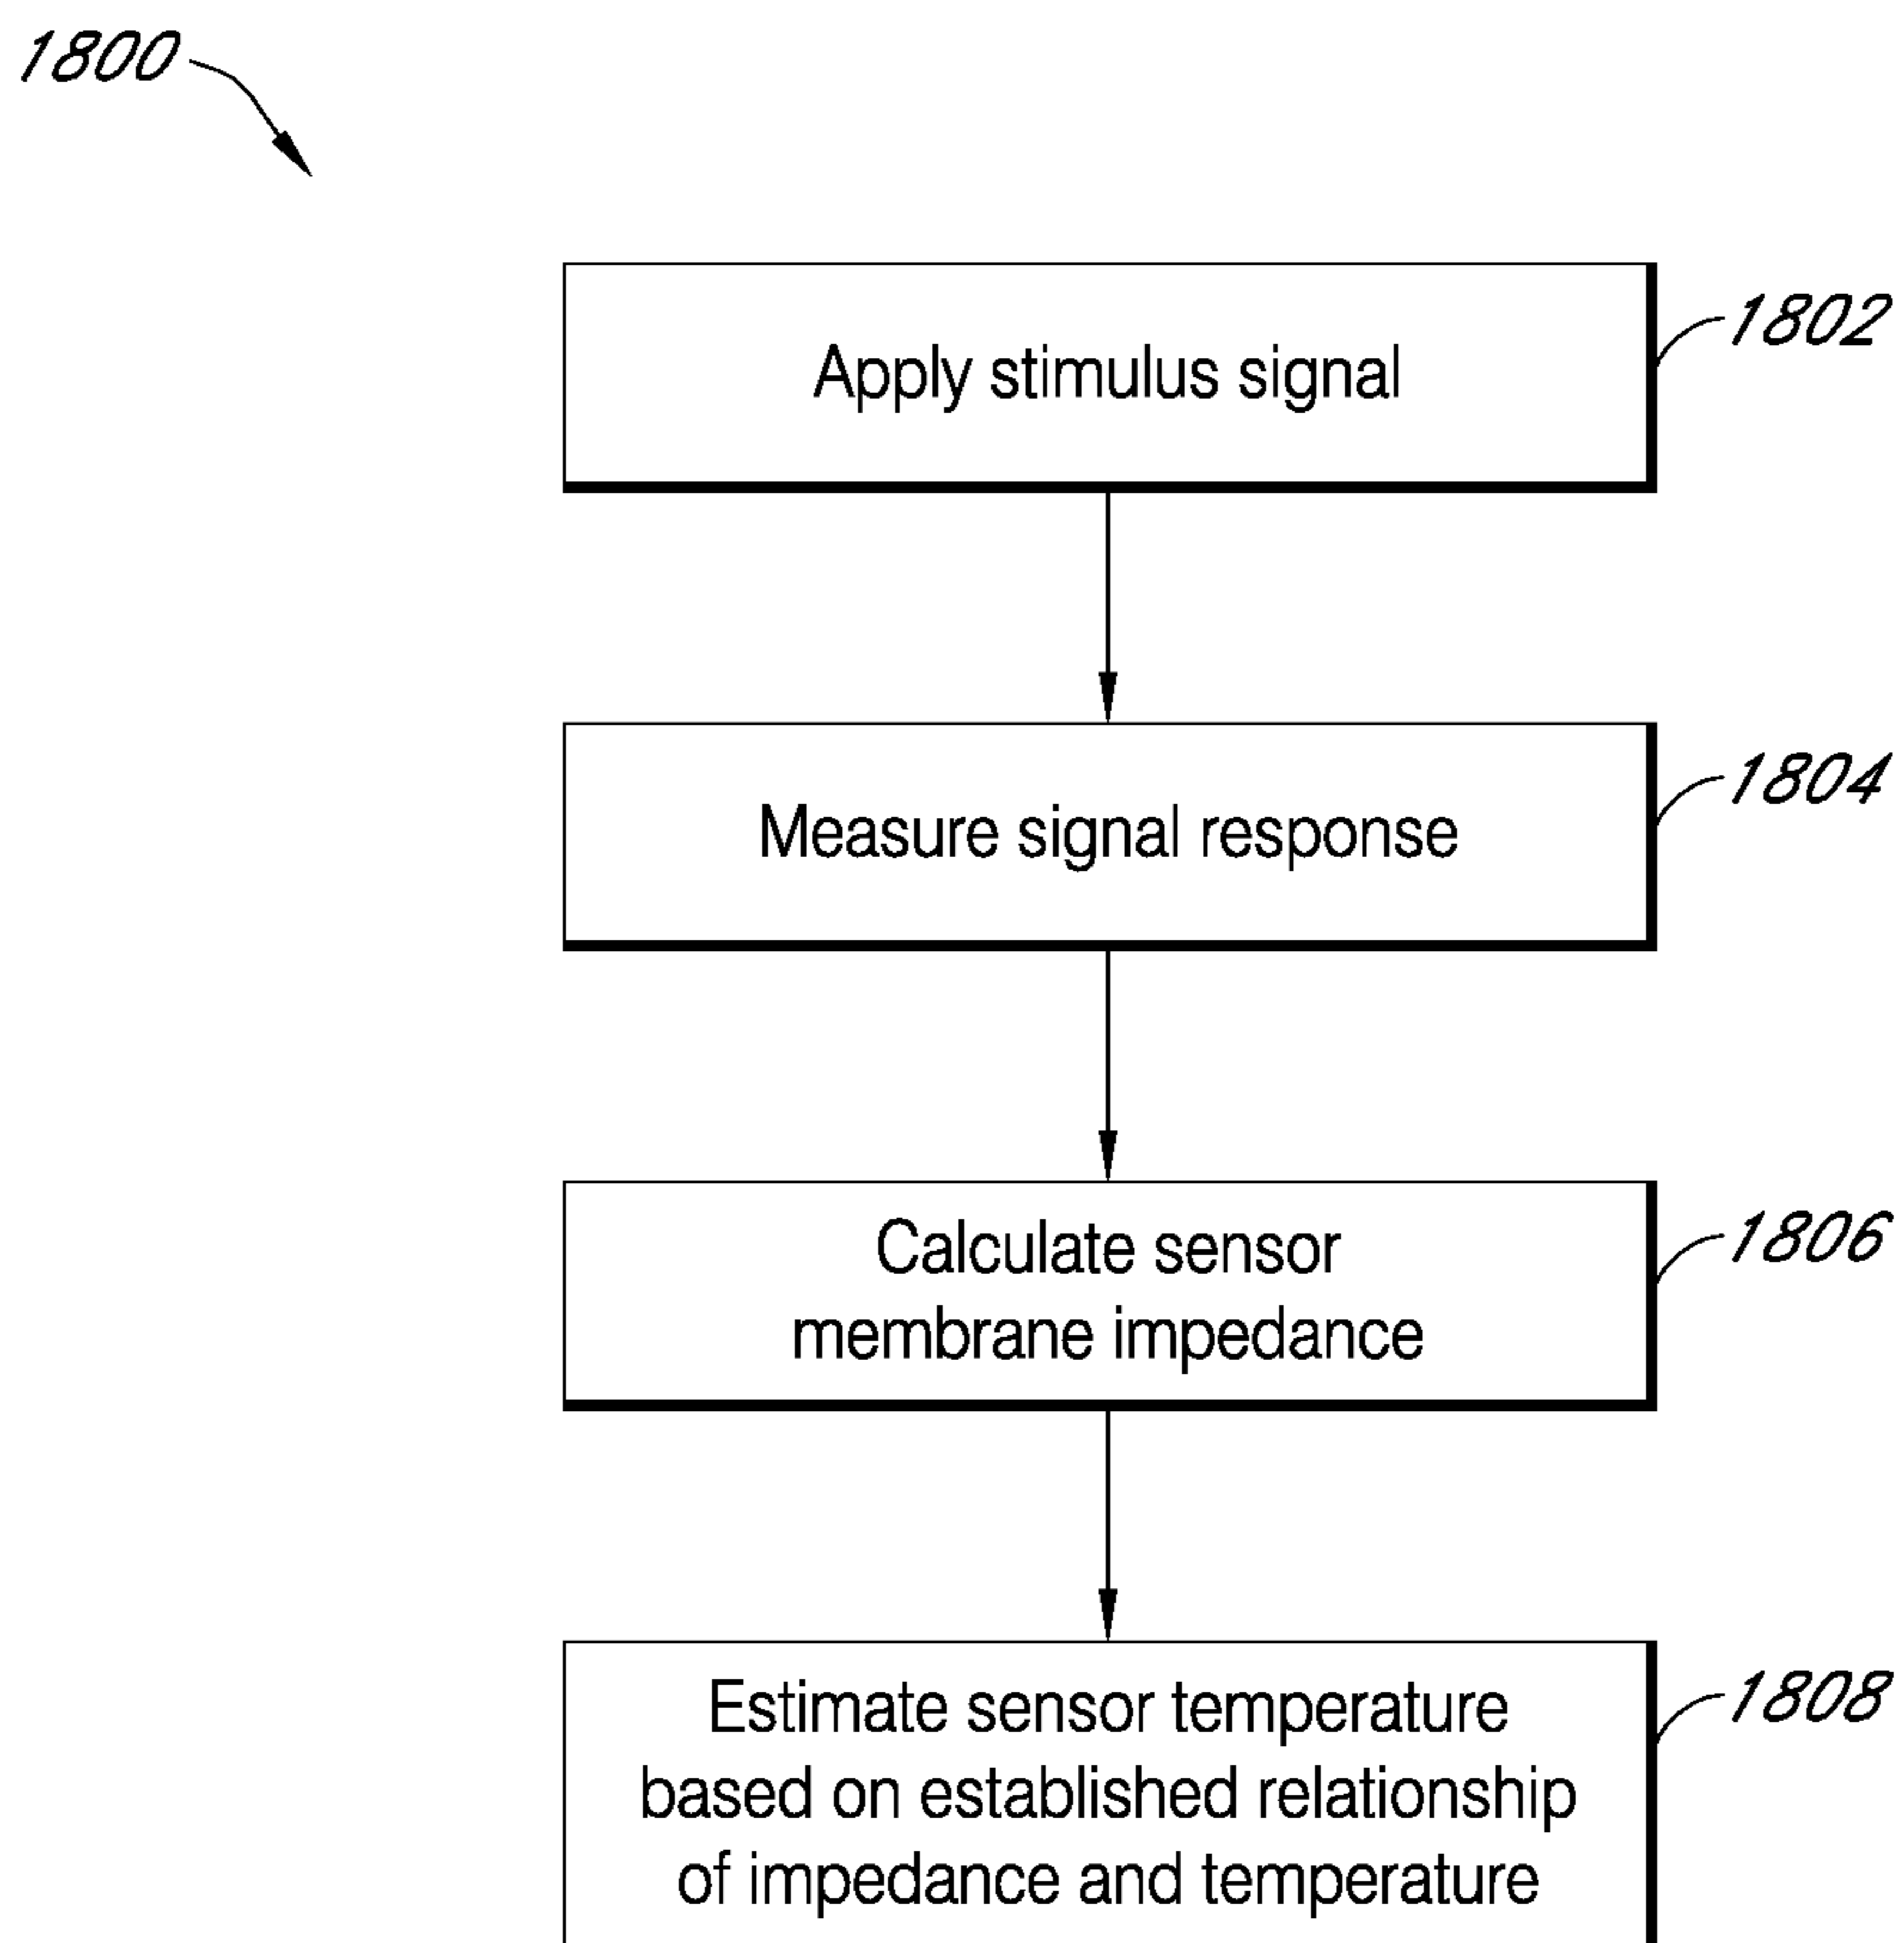 1800
Apply stimulus signal
1802
Measure signal response
1804
Calculate sensor
membrane impedance
1806
Estimate sensor temperature
based on established relationship
of impedance and temperature
1808